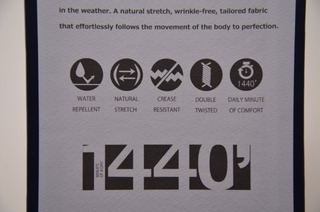 in the weather. A natural stretch, wrinkle-free, tailored fabric
that effortlessly follows the movement of the body to perfection.
1440'
WATER NATURAL CREASE DOUBLE DAILY MINUTE
REPELLENT STRETCH RESISTANT TWISTED OF COMFORT
1440'